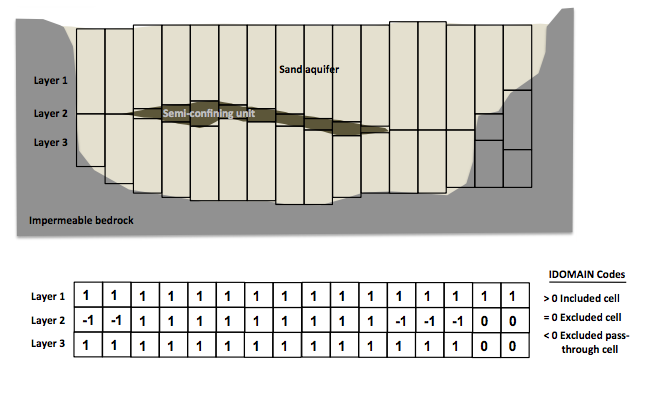 Layer 1
Sand aquifer
Layer 2
Semi-confining unit
Layer 3
Impermeable bedrock
IDOMAIN Codes
Layer 1 1 1 1 1 1 1 1 1 1 1 1 1 1 1 1 1
> 0 Included cell
Layer 2 -1 -1 1 1 1 1 1 1 1 1 1 -1 -1 -1 0 0
= 0 Excluded cell
Layer 3 1 1 1 1 1 1 1 1 1 1 1 1 1 1 0 0
< 0 Excluded pass-
through cell